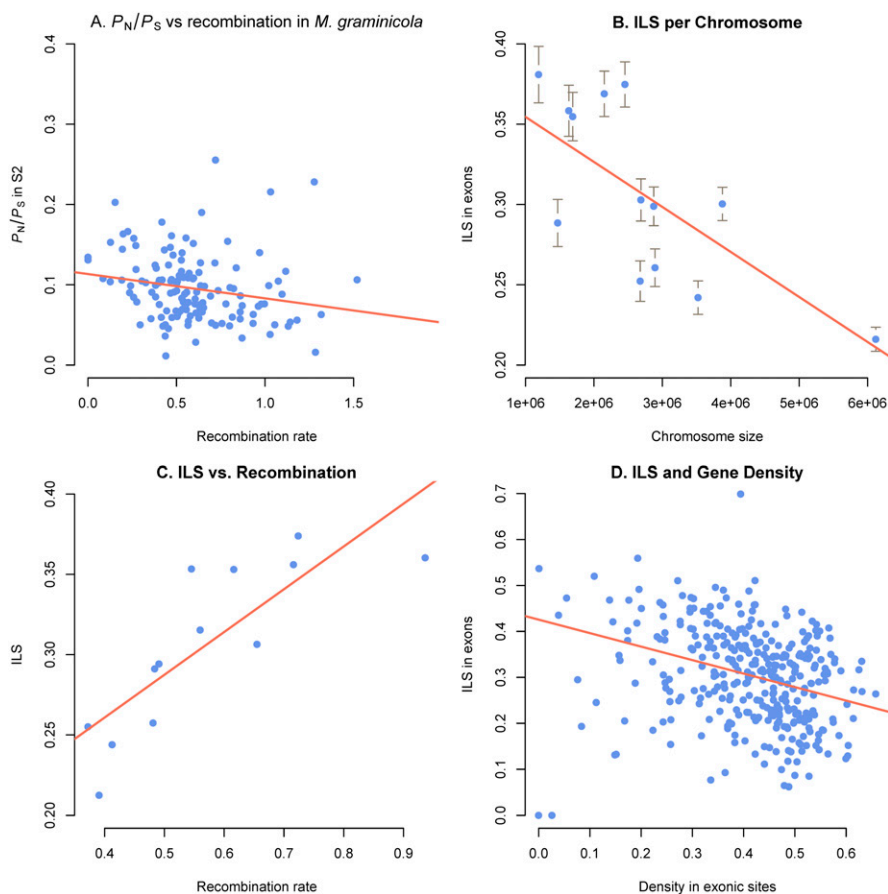 A. PN/PS vs recombination in M. graminicola
PN/PS in S2
0.4
0.3
0.2
0.1
0.0
0.0 0.5 1.0 1.5
Recombination rate
B. ILS per Chromosome
ILS in exons
0.40
0.35
0.30
0.25
0.20
1e+06 2e+06 3e+06 4e+06 5e+06 6e+06
Chromosome size
C. ILS vs. Recombination
ILS
0.40
0.35
0.30
0.25
0.20
0.4 0.5 0.6 0.7 0.8 0.9
Recombination rate
D. ILS and Gene Density
ILS in exons
0.7
0.6
0.5
0.4
0.3
0.2
0.1
0.0
0.0 0.1 0.2 0.3 0.4 0.5 0.6
Density in exonic sites